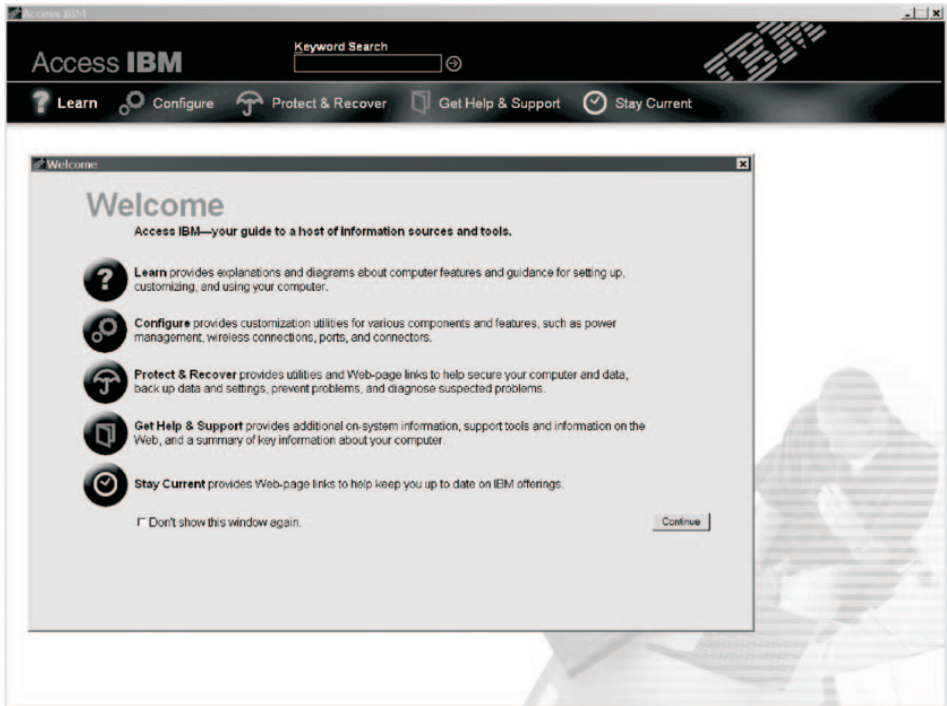 Access IBM
Keyword Search
Access IBM
IBM
Learn
Configure
Protect & Recover
Get Help & Support
Stay Current
Welcome
Welcome
Access IBM—your guide to a host of information sources and tools.
Learn provides explanations and diagrams about computer features and guidance for setting up,
customizing, and using your computer.
Configure provides customization utilities for various components and features, such as power
management, wireless connections, ports, and connectors.
Protect & Recover provides utilities and Web-page links to help secure your computer and data,
back up data and settings, prevent problems, and diagnose suspected problems.
Get Help & Support provides additional on-system information, support tools and information on the
Web, and a summary of key information about your computer.
Stay Current provides Web-page links to help keep you up to date on IBM offerings.
Don't show this window again.
Continue